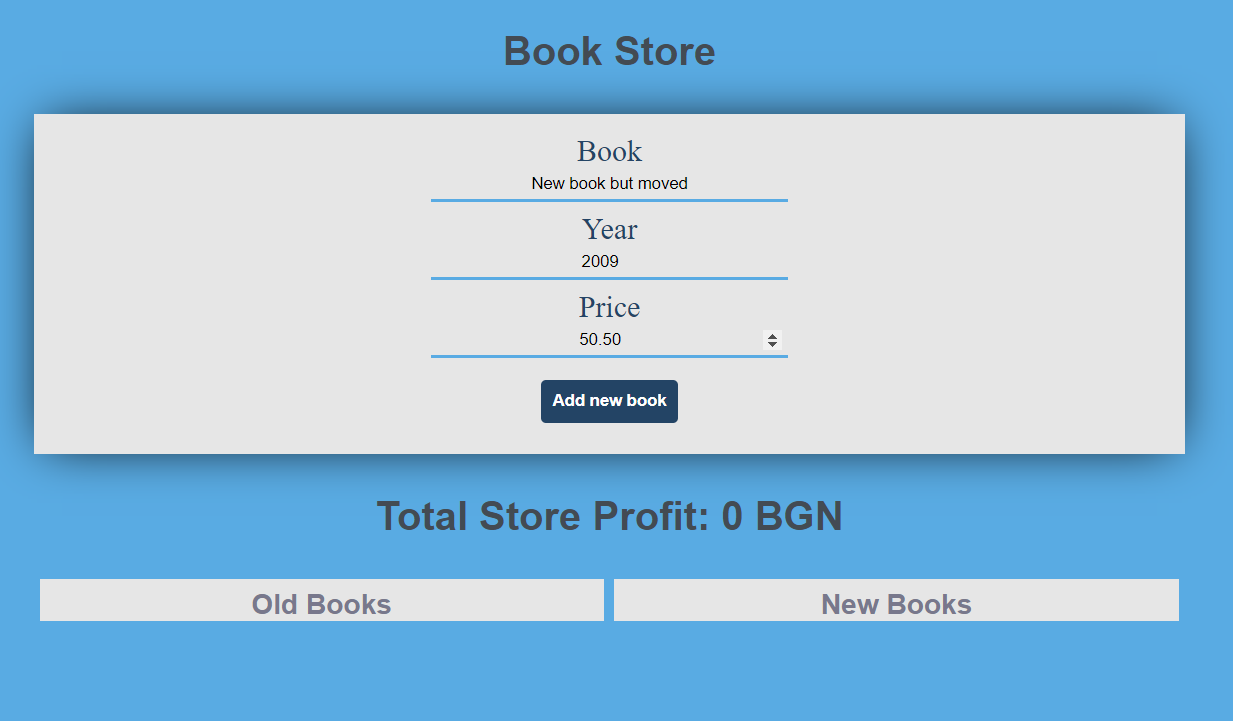 Book Store
Book
New book but moved
Year
2009
Price
50.50
Add new book
Total Store Profit: 0 BGN
Old Books
New Books